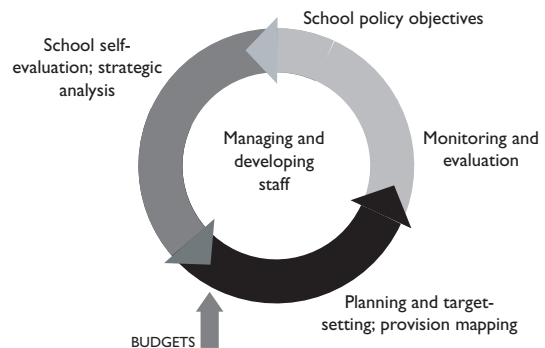 School policy objectives
School self-
evaluation; strategic
analysis
Managing and
developing
staff
Monitoring and
evaluation
Planning and target-
setting; provision mapping
BUDGETS